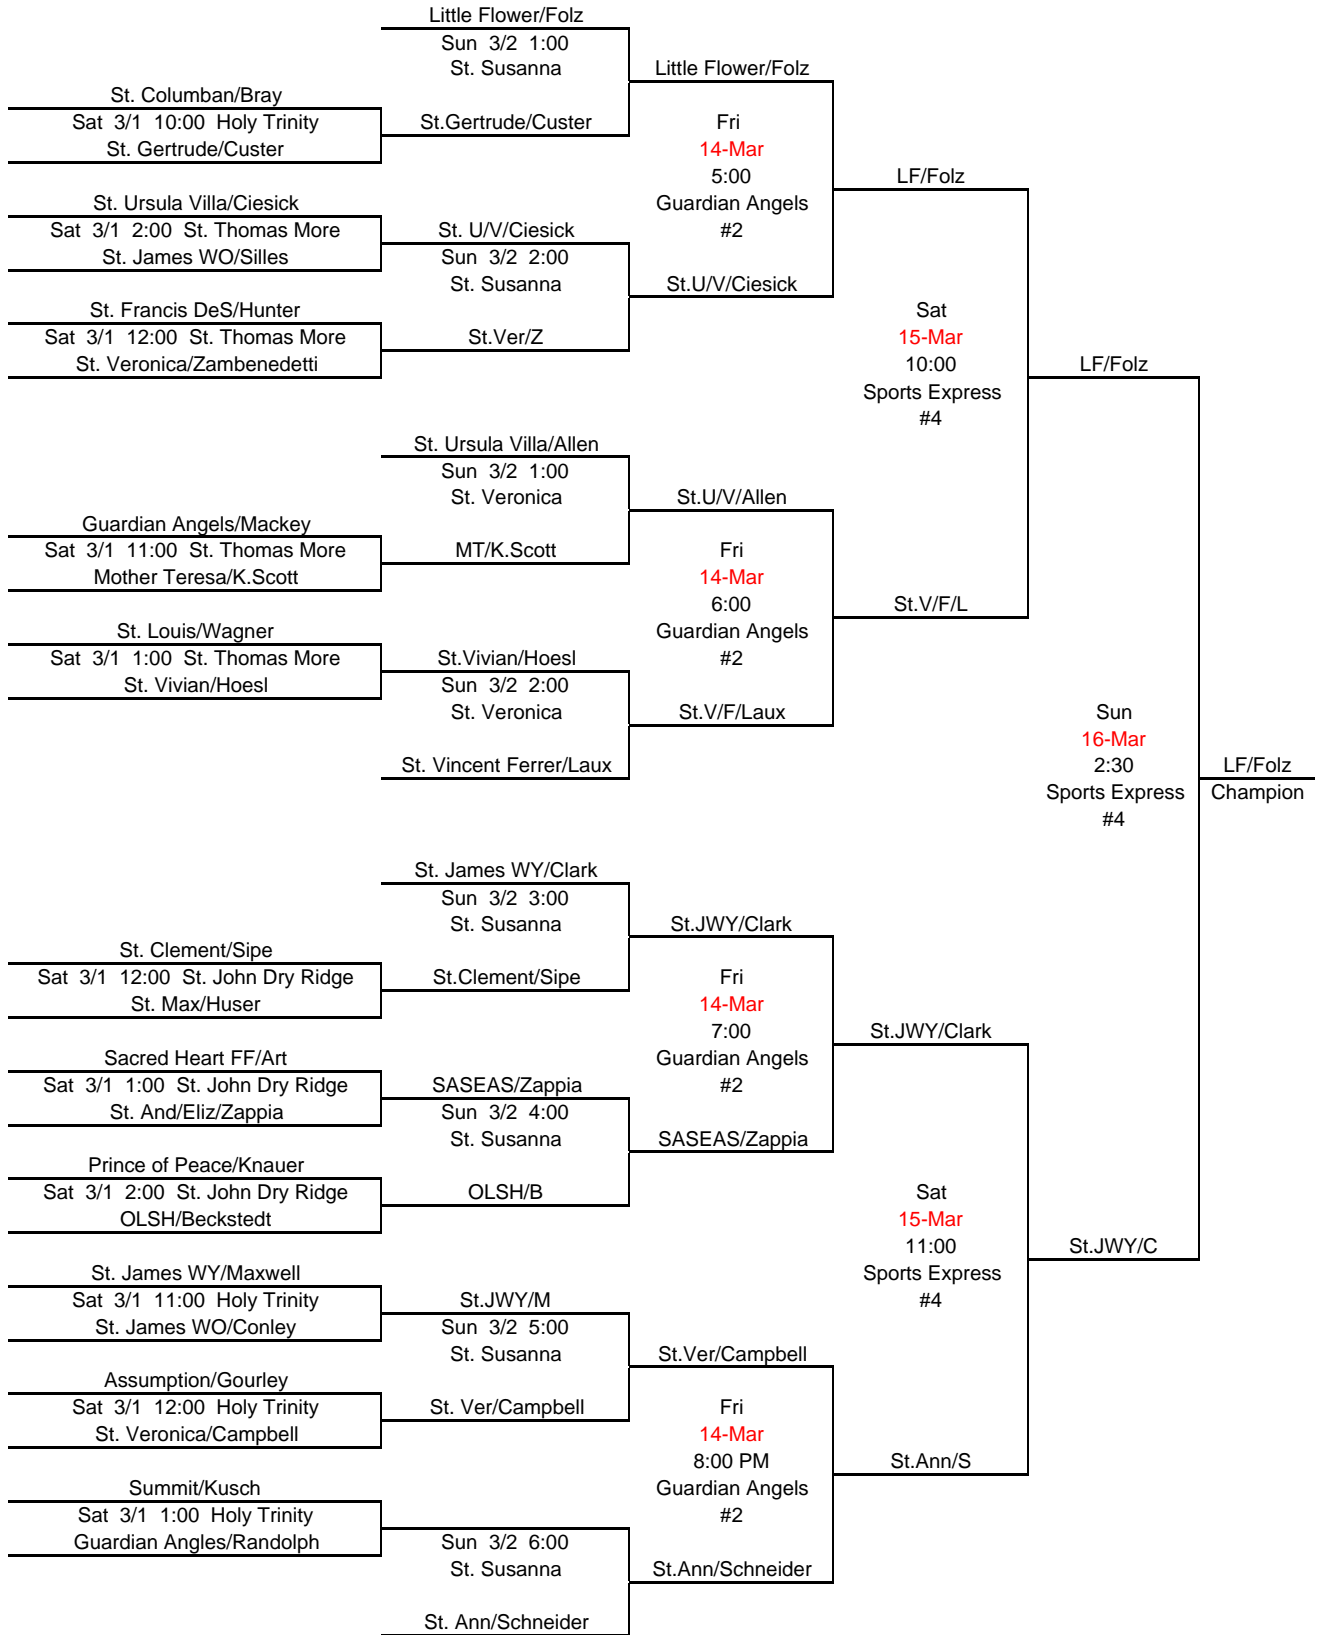 Little Flower/Folz
Sun 3/2 1:00
St. Susanna
Little Flower/Folz
St. Columban/Bray
Sat 3/1 10:00 Holy Trinity
St.Gertrude/Custer
Fri
St. Gertrude/Custer
14-Mar
5:00
LF/Folz
St. Ursula Villa/Ciesick
Guardian Angels
Sat 3/1 2:00 St. Thomas More
St. U/V/Ciesick
#2
St. James WO/Silles
Sun 3/2 2:00
St. Susanna
St.U/V/Ciesick
St. Francis DeS/Hunter
Sat
Sat 3/1 12:00 St. Thomas More
St.Ver/Z
15-Mar
St. Veronica/Zambenedetti
10:00
LF/Folz
Sports Express
#4
St. Ursula Villa/Allen
Sun 3/2 1:00
St. Veronica
St.U/V/Allen
Guardian Angels/Mackey
Sat 3/1 11:00 St. Thomas More
MT/K.Scott
Fri
Mother Teresa/K.Scott
14-Mar
6:00
St.V/F/L
St. Louis/Wagner
Guardian Angels
Sat 3/1 1:00 St. Thomas More
St.Vivian/Hoesl
#2
St. Vivian/Hoesl
Sun 3/2 2:00
St. Veronica
St.V/F/Laux
Sun
16-Mar
St. Vincent Ferrer/Laux
2:30
LF/Folz
Sports Express
Champion
#4
St. James WY/Clark
Sun 3/2 3:00
St. Susanna
St.JWY/Clark
St. Clement/Sipe
Sat 3/1 12:00 St. John Dry Ridge
St.Clement/Sipe
Fri
St. Max/Huser
14-Mar
7:00
St.JWY/Clark
Sacred Heart FF/Art
Guardian Angels
Sat 3/1 1:00 St. John Dry Ridge
SASEAS/Zappia
#2
St. And/Eliz/Zappia
Sun 3/2 4:00
St. Susanna
SASEAS/Zappia
Prince of Peace/Knauer
Sat 3/1 2:00 St. John Dry Ridge
OLSH/B
Sat
OLSH/Beckstedt
15-Mar
11:00
St.JWY/C
St. James WY/Maxwell
Sports Express
Sat 3/1 11:00 Holy Trinity
St.JWY/M
#4
St. James WO/Conley
Sun 3/2 5:00
St. Susanna
St.Ver/Campbell
Assumption/Gourley
Sat 3/1 12:00 Holy Trinity
St. Ver/Campbell
Fri
St. Veronica/Campbell
14-Mar
8:00 PM
St.Ann/S
Summit/Kusch
Guardian Angels
Sat 3/1 1:00 Holy Trinity
#2
Guardian Angles/Randolph
Sun 3/2 6:00
St. Susanna
St.Ann/Schneider
St. Ann/Schneider